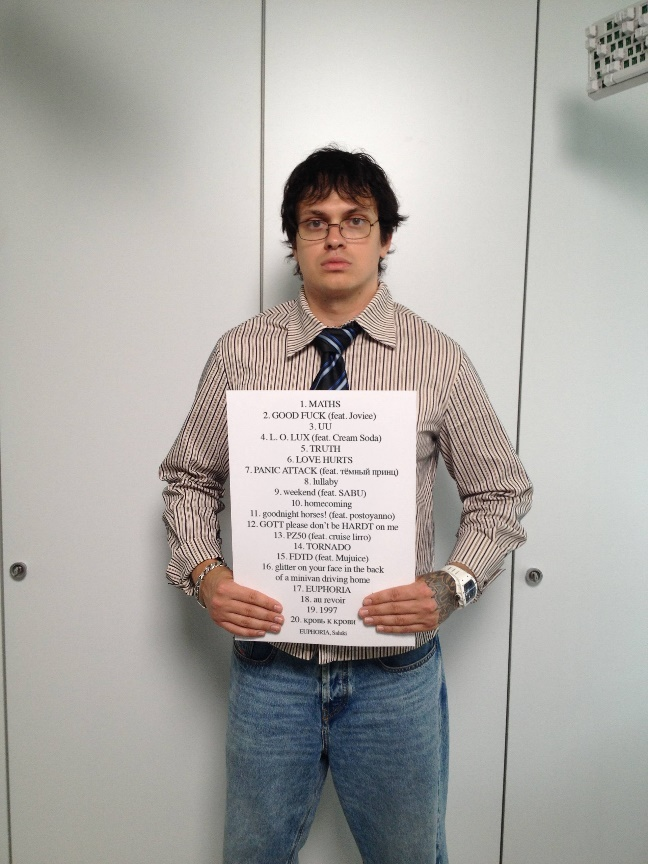 1. MATHS
2. GOOD FUCK (feat. Joviee)
3. UU
4. L. O. LUX (feat. Cream Soda)
5. TRUTH
6. LOVE HURTS
7. PANIC ATTACK (feat. тёмный принц)
8. lullaby
9. weekend (feat. SABU)
10. homecoming
11. goodnight horses! (feat. postoyanno)
12. GOTT please don't be HARDT on me
13. PZ50 (feat. cruise lirro)
14. TORNADO
15. FDTD (feat. Mujuice)
16. glitter on your face in the back
of a minivan driving home
17. EUPHORIA
18. au revoir
19. 1997
20. кровь к крови
EUPHORIA, Saluki